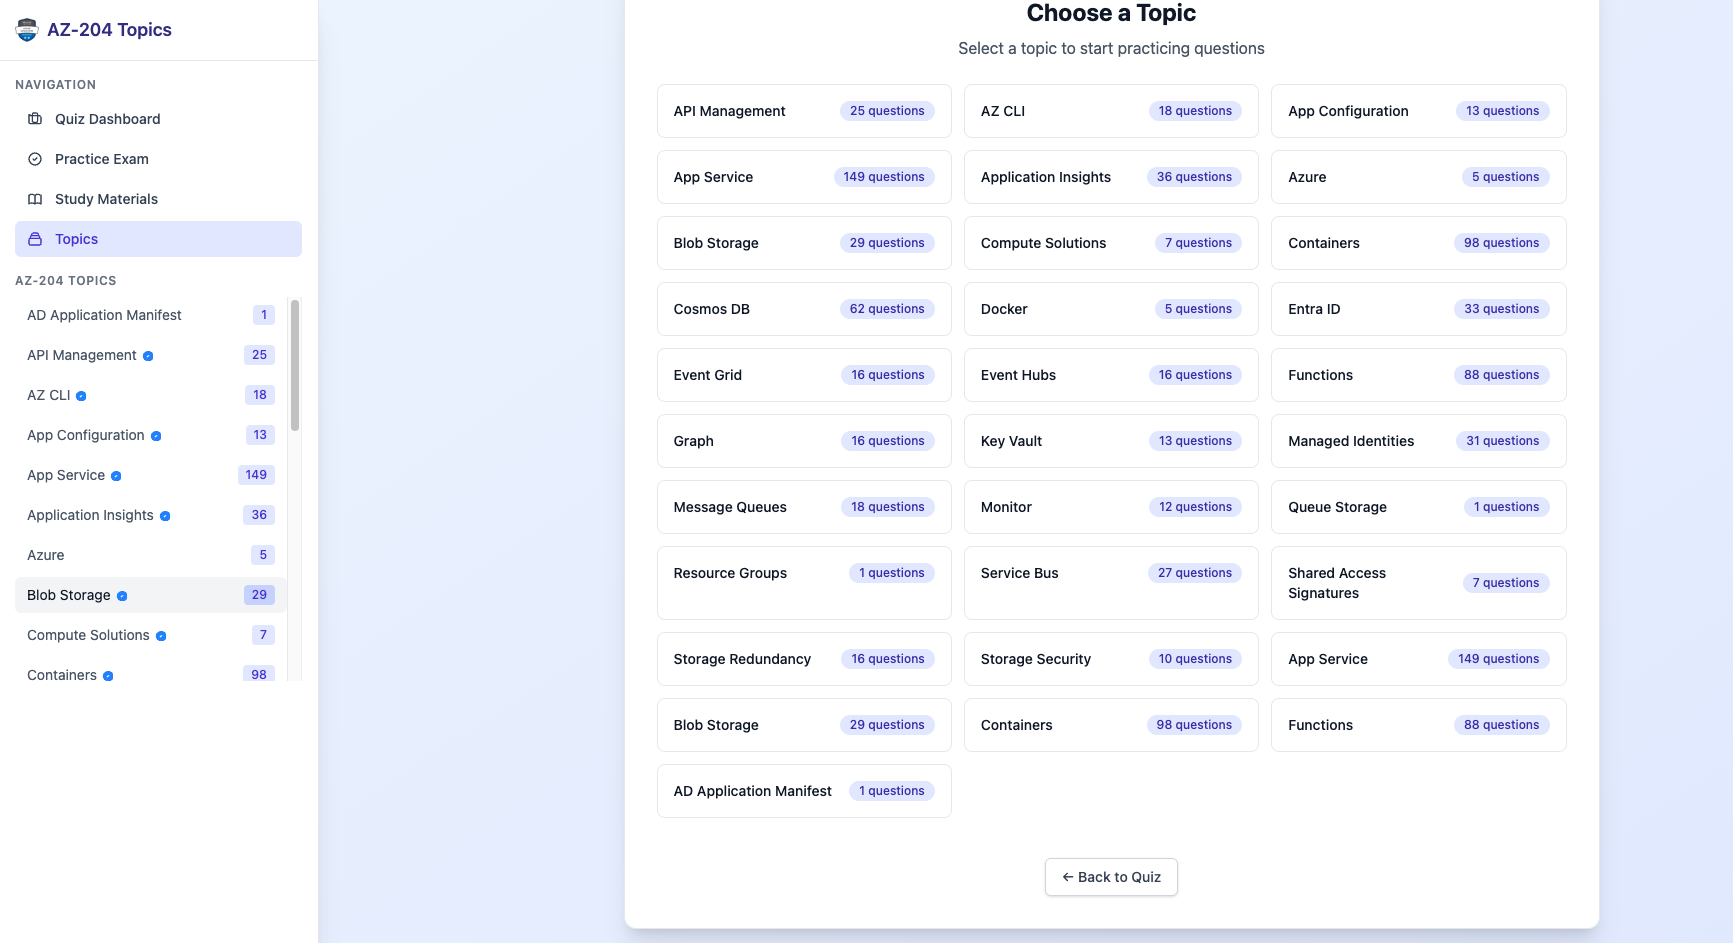 AZ-204 Topics
NAVIGATION
Quiz Dashboard
Practice Exam
Study Materials
Topics
AZ-204 TOPICS
AD Application Manifest 1
API Management 25
AZ CLI 18
App Configuration 13
App Service 149
Application Insights 36
Azure 5
Blob Storage 29
Compute Solutions 7
Containers 98
Choose a Topic
Select a topic to start practicing questions
API Management 25 questions
AZ CLI 18 questions
App Configuration 13 questions
App Service 149 questions
Application Insights 36 questions
Azure 5 questions
Blob Storage 29 questions
Compute Solutions 7 questions
Containers 98 questions
Cosmos DB 62 questions
Docker 5 questions
Entra ID 33 questions
Event Grid 16 questions
Event Hubs 16 questions
Functions 88 questions
Graph 16 questions
Key Vault 13 questions
Managed Identities 31 questions
Message Queues 18 questions
Monitor 12 questions
Queue Storage 1 questions
Resource Groups 1 questions
Service Bus 27 questions
Shared Access
Signatures 7 questions
Storage Redundancy 16 questions
Storage Security 10 questions
App Service 149 questions
Blob Storage 29 questions
Containers 98 questions
Functions 88 questions
AD Application Manifest 1 questions
← Back to Quiz